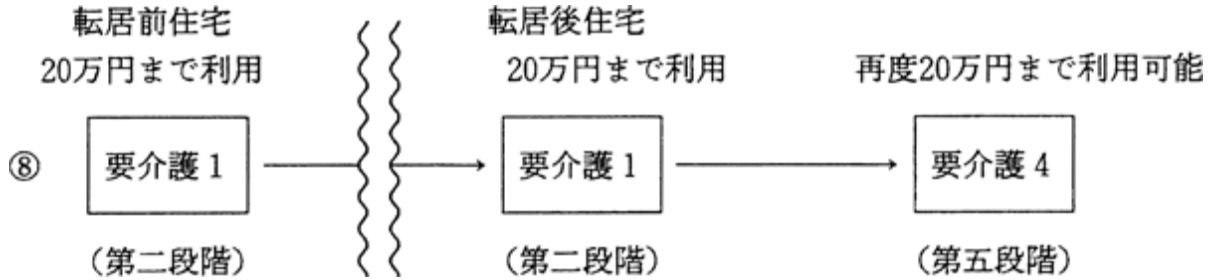 転居前住宅 転居後住宅
20万円まで利用 20万円まで利用 再度20万円まで利用可能
⑧ 要介護1 要介護1 要介護4
(第二段階) (第二段階) (第五段階)